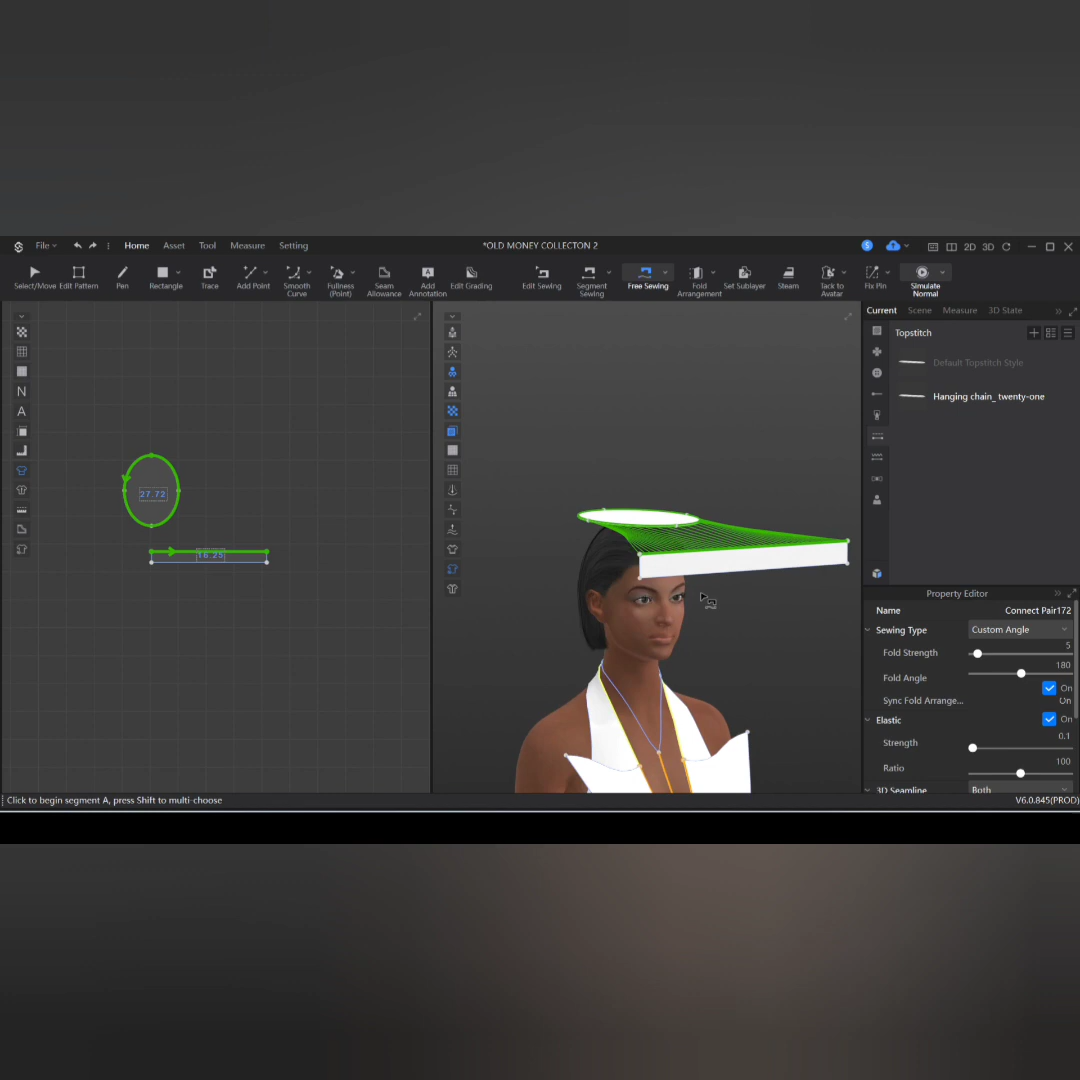 File Home Asset Tool Measure Setting *OLD MONEY COLLECTON 2 S 2D 3D
Select/Move Edit Pattern Pen Rectangle Trace Add Point Smooth Curve Fullness (Point) Seam Allowance Add Annotation Edit Grading Edit Sewing Segment Sewing Free Sewing Fold Arrangement Set Sublayer Steam Tack to Avatar Fix Pin Simulate Normal
Current Scene Measure 3D State
Topstitch
Default Topstitch Style
Hanging chain_ twenty-one
N
A
27.72
16.25
Property Editor
Name Connect Pair172
Sewing Type Custom Angle
Fold Strength 5
Fold Angle 180
On
Sync Fold Arrange... On
Elastic On
Strength 0.1
Ratio 100
3D Seamline Both
Click to begin segment A, press Shift to multi-choose V6.0.845(PROD)